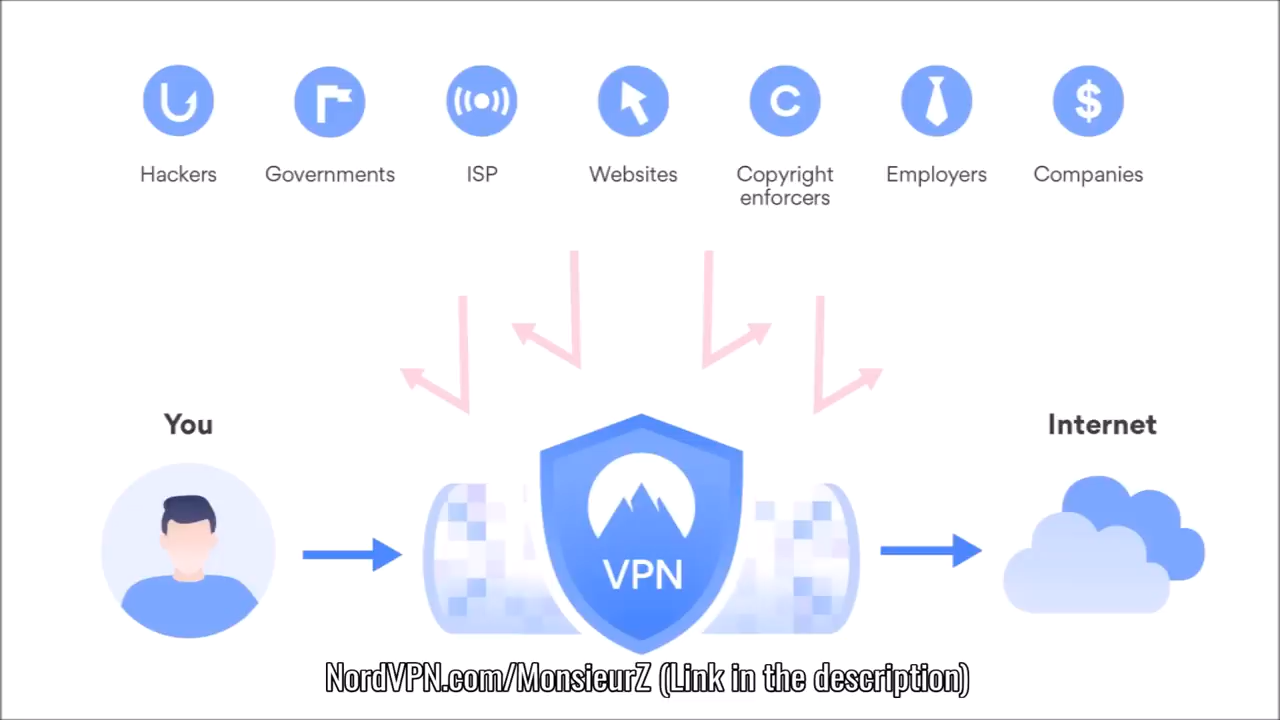 Hackers
Governments
ISP
Websites
Copyright
enforcers
Employers
Companies
You
Internet
VPN
NordVPN.com/MonsieurZ (Link in the description)